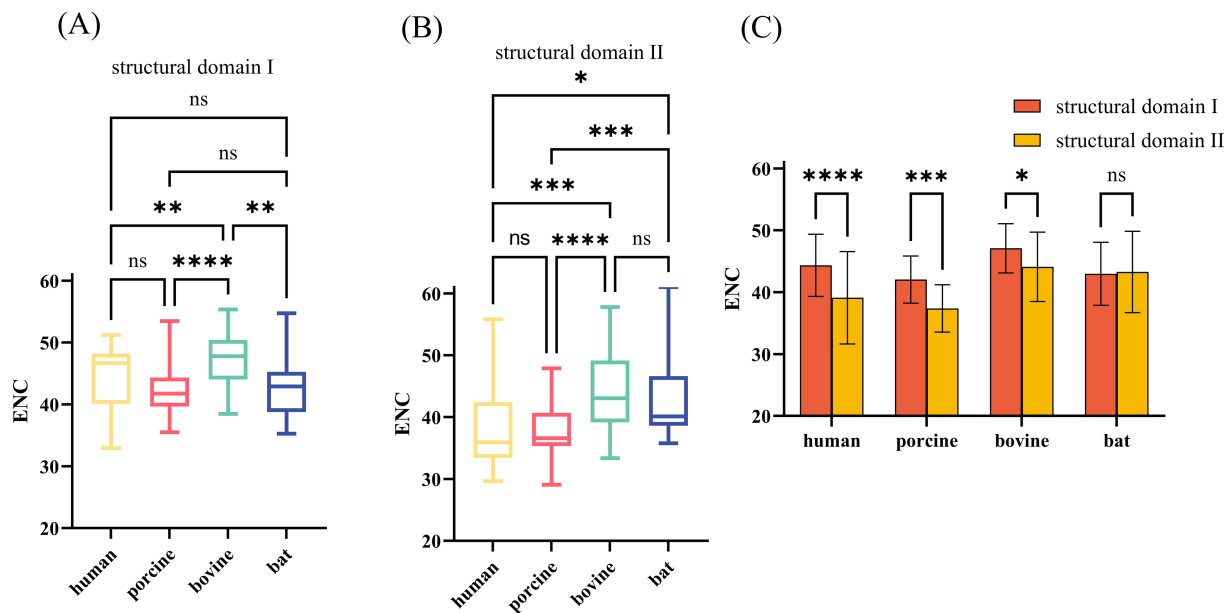 (A)
structural domain I
ns
ns
** **
ns ****
60
50
40
30
20
ENC
human porcine bovine bat
(B)
structural domain II
*
***
***
ns **** ns
60
50
40
30
20
ENC
human porcine bovine bat
(C)
structural domain I
structural domain II
**** *** * ns
60
50
40
30
20
ENC
human porcine bovine bat